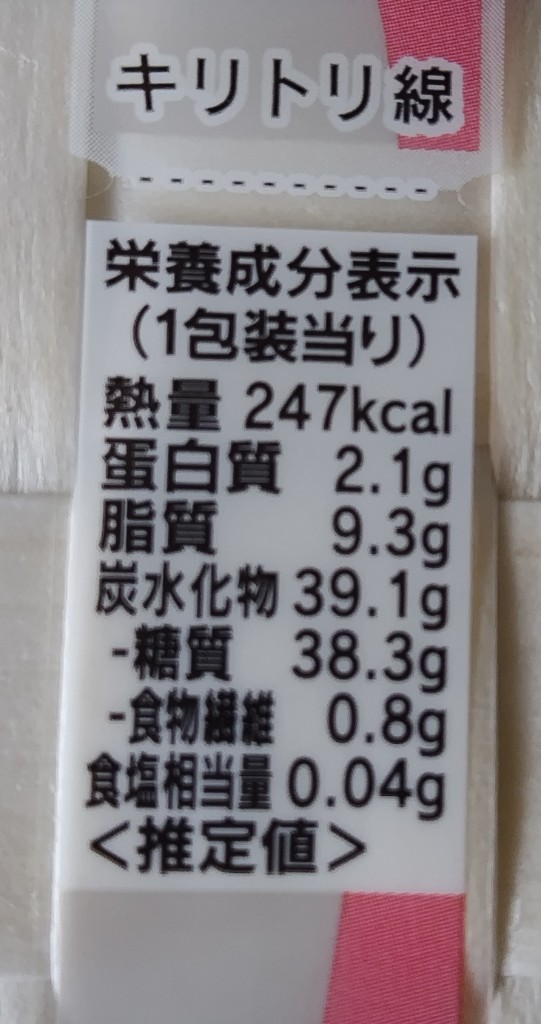 キリトリ線
栄養成分表示
(1包装当り)
熱量 247kcal
蛋白質 2.1g
脂質 9.3g
炭水化物 39.1g
-糖質 38.3g
-食物繊維 0.8g
食塩相当量 0.04g
<推定値>